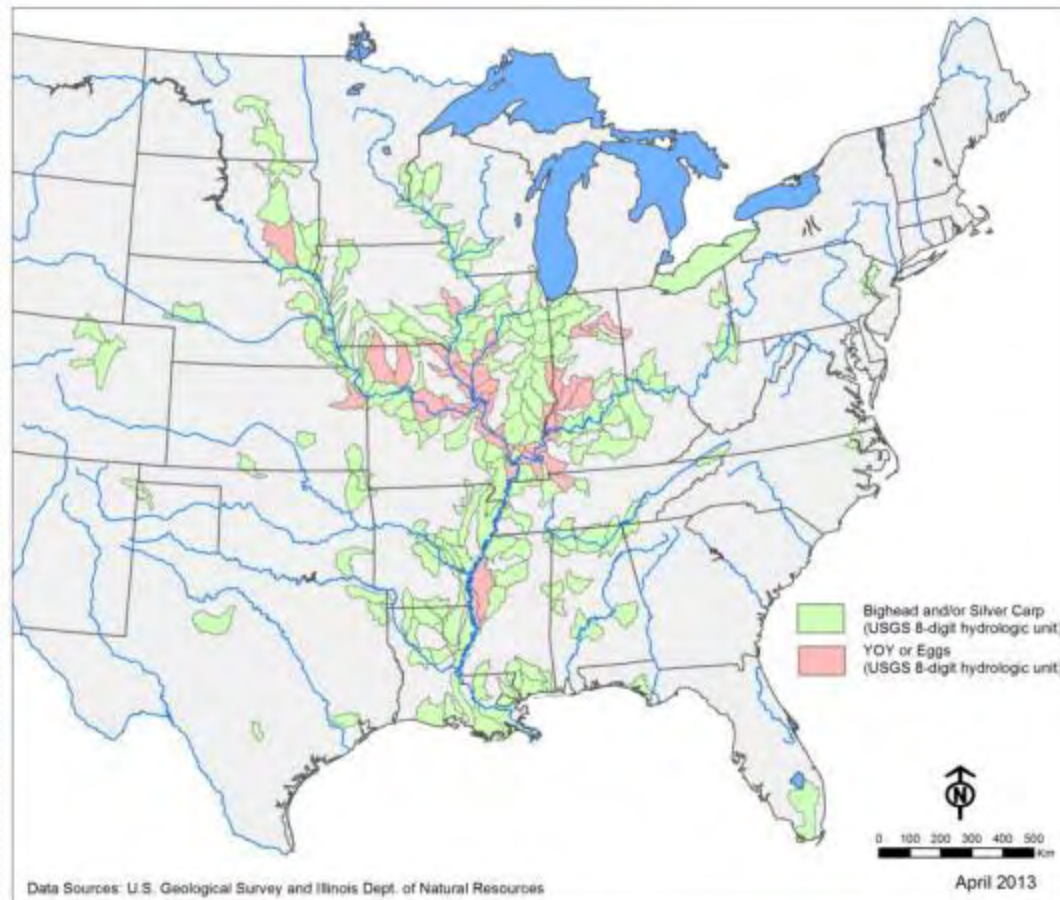 Bighead and/or Silver Carp
(USGS 8-digit hydrologic unit)
YOY or Eggs
(USGS 8-digit hydrologic unit)
N
0 100 200 300 400 500
Km
April 2013
Data Sources: U.S. Geological Survey and Illinois Dept. of Natural Resources